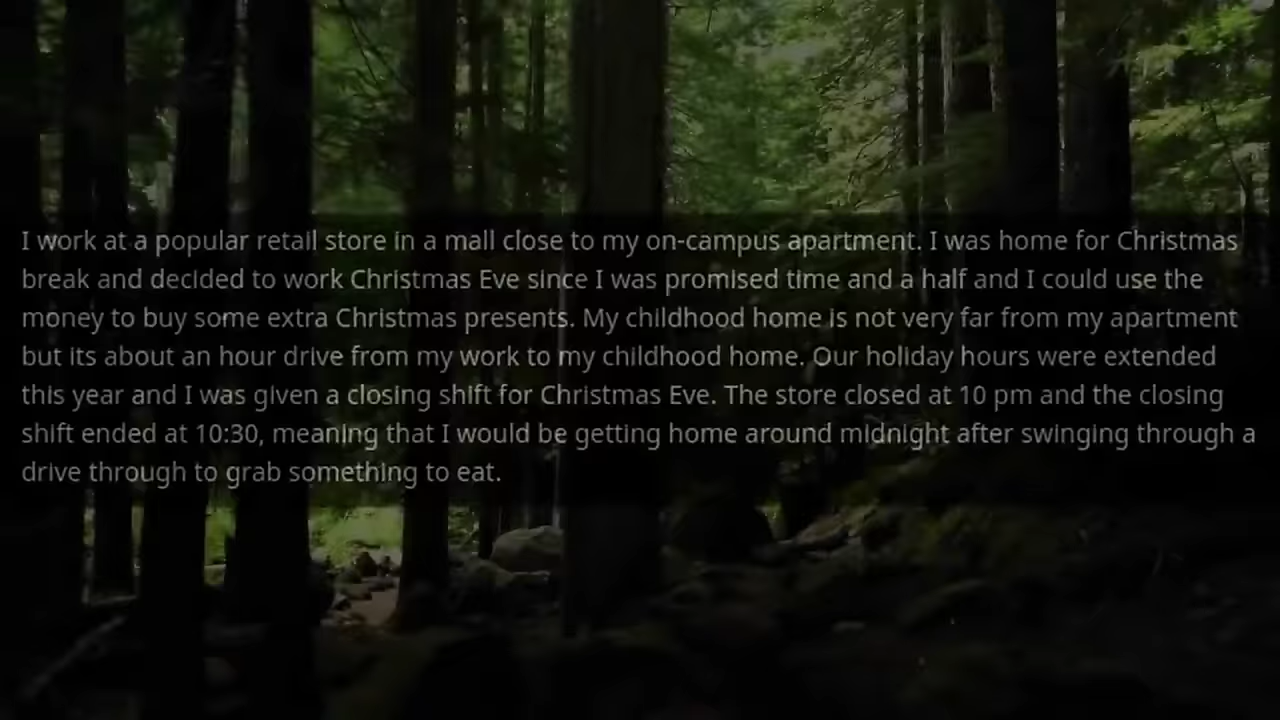 I work at a popular retail store in a mall close to my on-campus apartment. I was home for Christmas
break and decided to work Christmas Eve since I was promised time and a half and I could use the
money to buy some extra Christmas presents. My childhood home is not very far from my apartment
but its about an hour drive from my work to my childhood home. Our holiday hours were extended
this year and I was given a closing shift for Christmas Eve. The store closed at 10 pm and the closing
shift ended at 10:30, meaning that I would be getting home around midnight after swinging through a
drive through to grab something to eat.